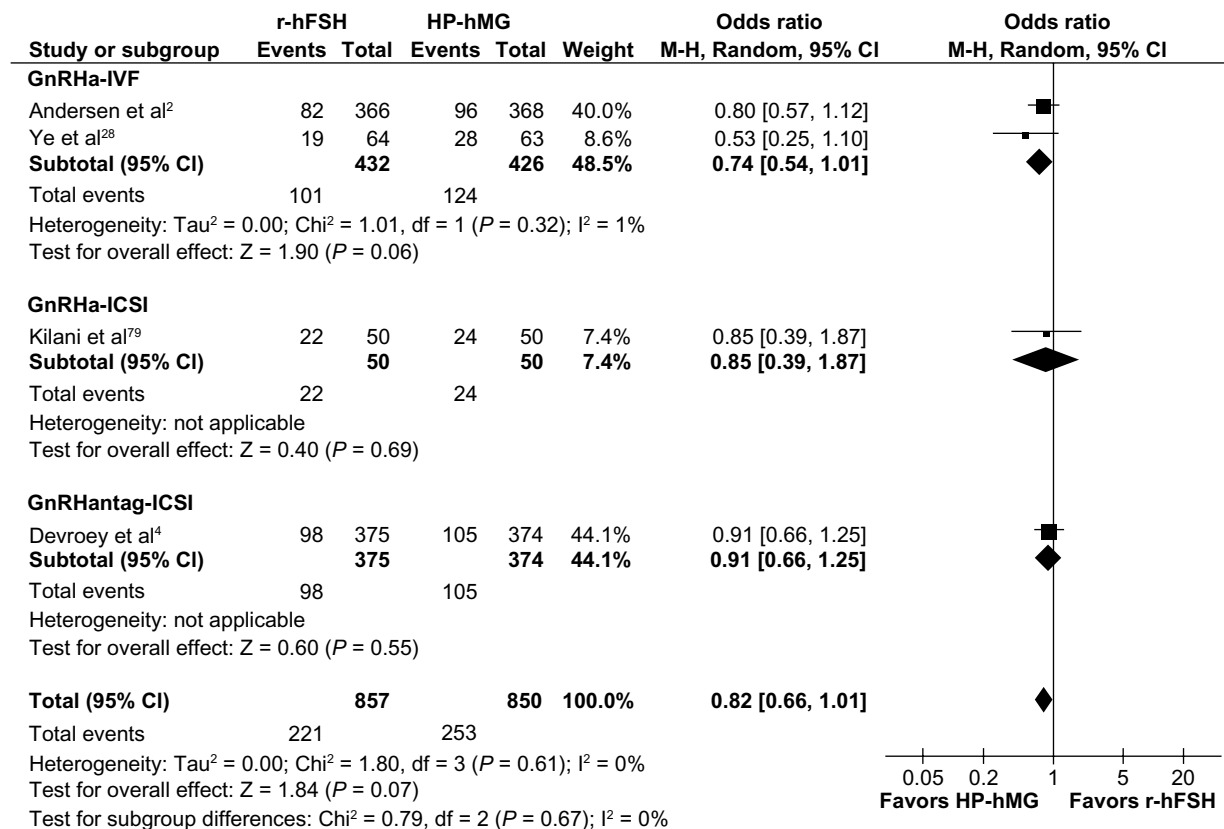 r-hFSH HP-hMG Odds ratio Odds ratio
Study or subgroup Events Total Events Total Weight M-H, Random, 95% CI M-H, Random, 95% CI
GnRHa-IVF
Andersen et al² 82 366 96 368 40.0% 0.80 [0.57, 1.12]
Ye et al²⁸ 19 64 28 63 8.6% 0.53 [0.25, 1.10]
Subtotal (95% CI) 432 426 48.5% 0.74 [0.54, 1.01]
Total events 101 124
Heterogeneity: Tau² = 0.00; Chi² = 1.01, df = 1 (P = 0.32); I² = 1%
Test for overall effect: Z = 1.90 (P = 0.06)
GnRHa-ICSI
Kilani et al⁷⁹ 22 50 24 50 7.4% 0.85 [0.39, 1.87]
Subtotal (95% CI) 50 50 7.4% 0.85 [0.39, 1.87]
Total events 22 24
Heterogeneity: not applicable
Test for overall effect: Z = 0.40 (P = 0.69)
GnRHantag-ICSI
Devroey et al⁴ 98 375 105 374 44.1% 0.91 [0.66, 1.25]
Subtotal (95% CI) 375 374 44.1% 0.91 [0.66, 1.25]
Total events 98 105
Heterogeneity: not applicable
Test for overall effect: Z = 0.60 (P = 0.55)
Total (95% CI) 857 850 100.0% 0.82 [0.66, 1.01]
Total events 221 253
Heterogeneity: Tau² = 0.00; Chi² = 1.80, df = 3 (P = 0.61); I² = 0%
Test for overall effect: Z = 1.84 (P = 0.07)
Test for subgroup differences: Chi² = 0.79, df = 2 (P = 0.67); I² = 0%
0.05 0.2 1 5 20
Favors HP-hMG Favors r-hFSH